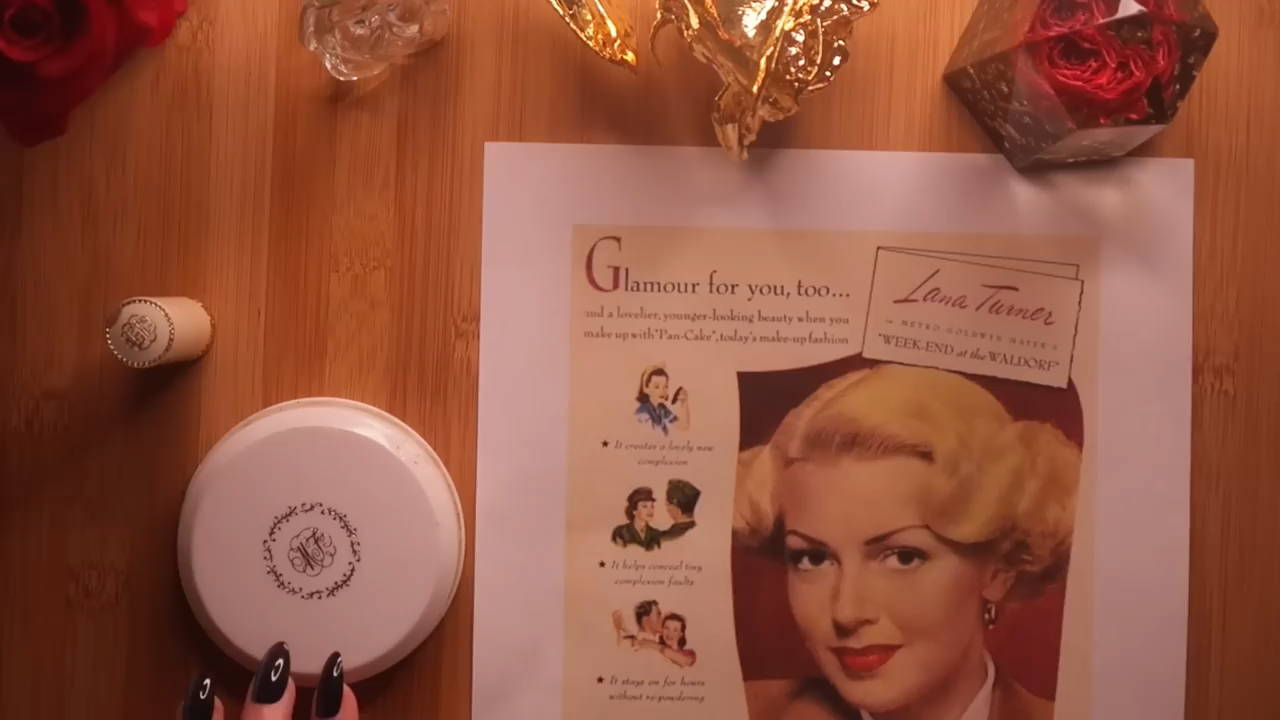 Glamour for you, too...
and a lovelier, younger-looking beauty when you
make up with "Pan-Cake", today's make-up fashion
Lana Turner
in METRO-GOLDWYN-MAYER'S
"WEEK-END at the WALDORF"
★ It creates a lovely new
complexion
★ It helps conceal tiny
complexion faults
★ It stays on for hours
without re-powdering